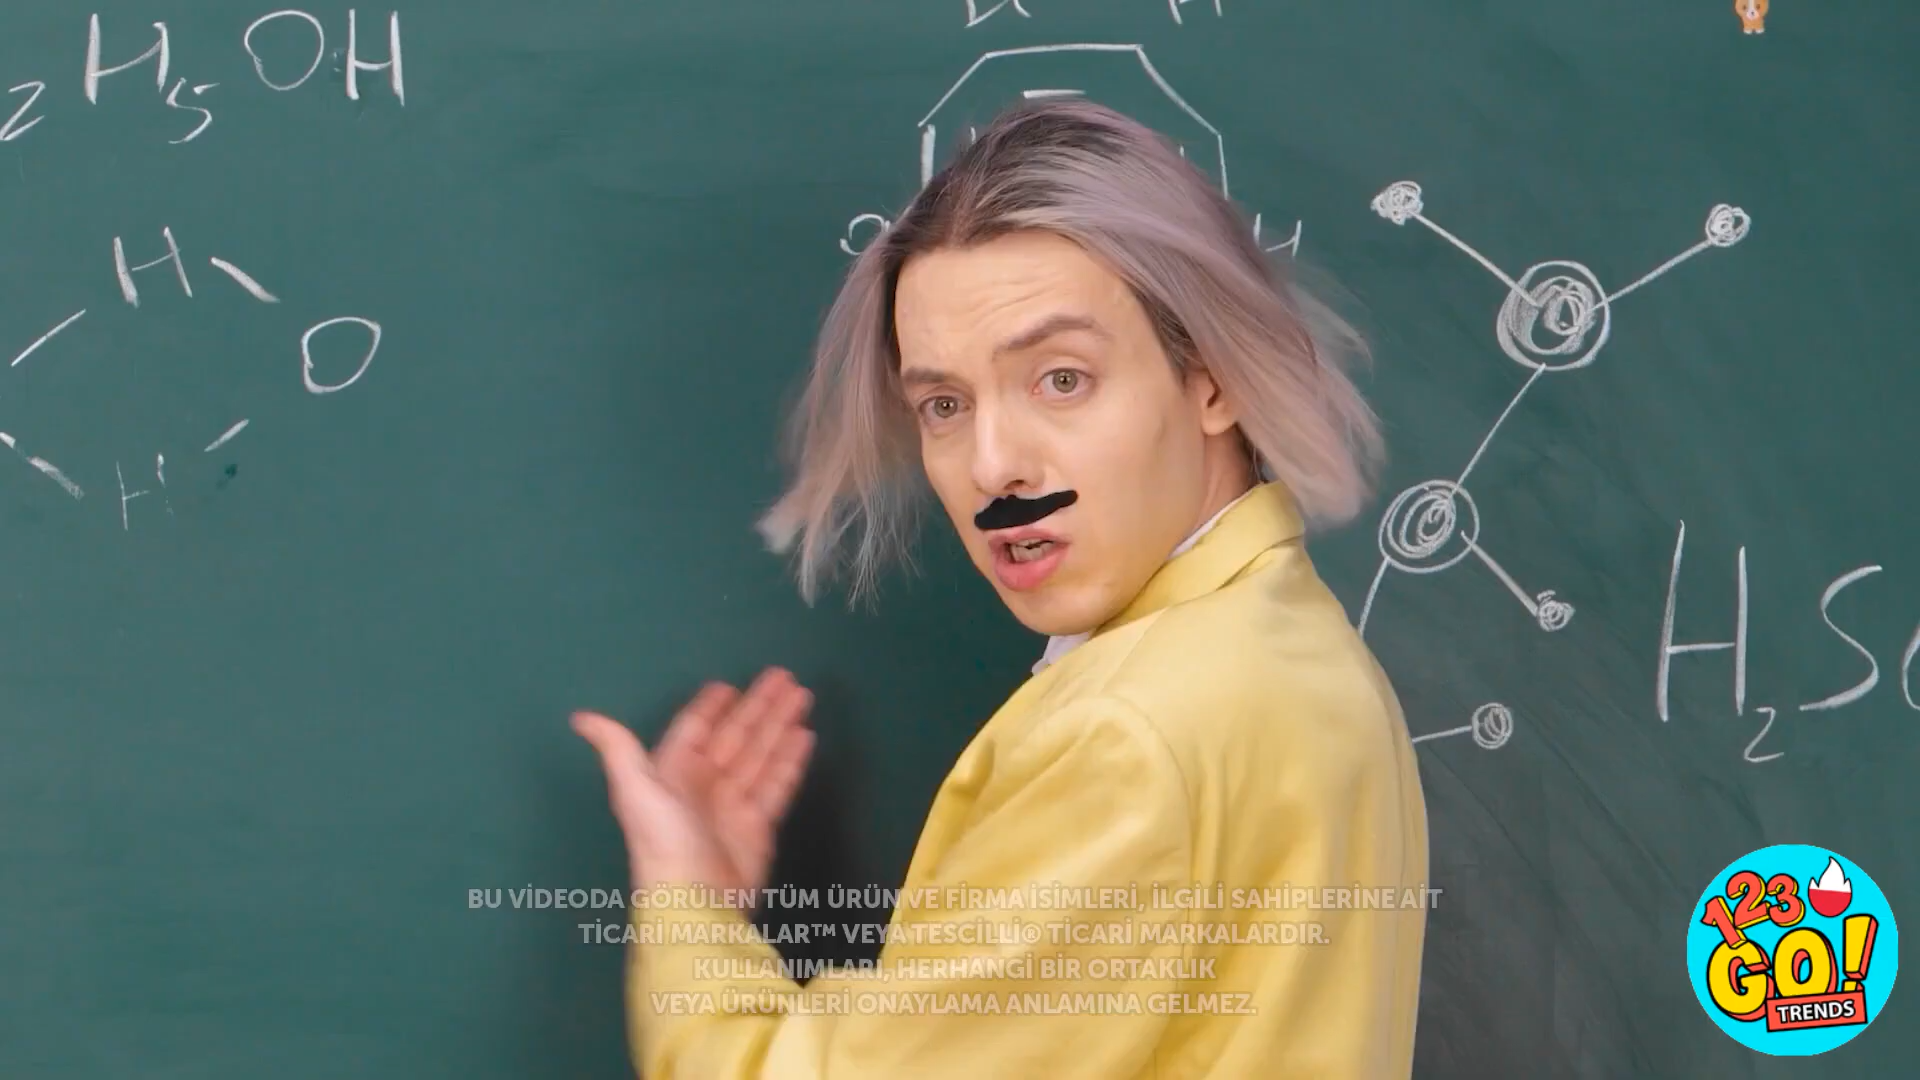 2H5OH
H
O
H
H
H2S
BU VİDEODA GÖRÜLEN TÜM ÜRÜN VE FİRMA İSİMLERİ, İLGİLİ SAHİPLERİNE AİT
TİCARİ MARKALAR™ VEYA TESCİLLİ® TİCARİ MARKALARDIR.
KULLANIMLARI, HERHANGİ BİR ORTAKLIK
VEYA ÜRÜNLERİ ONAYLAMA ANLAMINA GELMEZ.
123
GO!
TRENDS